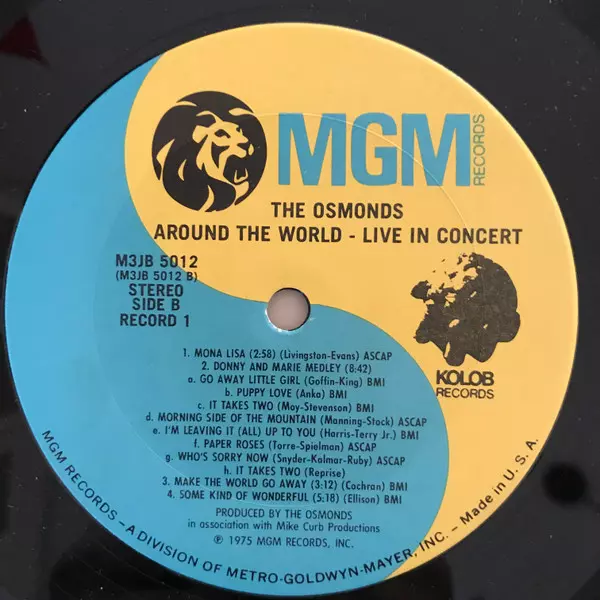 MGM
RECORDS
THE OSMONDS
AROUND THE WORLD - LIVE IN CONCERT
M3JB 5012
(M3JB 5012 B)
STEREO
SIDE B
RECORD 1
KOLOB
RECORDS
1. MONA LISA (2:58) (Livingston-Evans) ASCAP
2. DONNY AND MARIE MEDLEY (8:42)
a. GO AWAY LITTLE GIRL (Goffin-King) BMI
b. PUPPY LOVE (Anka) BMI
c. IT TAKES TWO (Moy-Stevenson) BMI
d. MORNING SIDE OF THE MOUNTAIN (Manning-Stock) ASCAP
e. I'M LEAVING IT (ALL) UP TO YOU (Harris-Terry Jr.) BMI
f. PAPER ROSES (Torre-Spielman) ASCAP
g. WHO'S SORRY NOW (Snyder-Kalmar-Ruby) ASCAP
h. IT TAKES TWO (Reprise)
3. MAKE THE WORLD GO AWAY (3:12) (Cochran) BMI
4. SOME KIND OF WONDERFUL (5:18) (Ellison) BMI
PRODUCED BY THE OSMONDS
in association with Mike Curb Productions
℗ 1975 MGM RECORDS, INC.
MGM RECORDS – A DIVISION OF METRO-GOLDWYN-MAYER, INC. – Made in U. S. A.